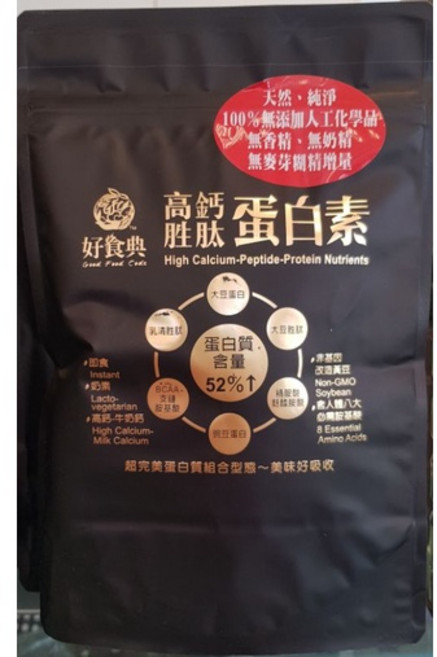 天然、純淨
100%無添加人工化學品
無香精、無奶精
無麥芽糊精增量
好食典
Good Food Code
高鈣
胜肽
蛋白素
High Calcium-Peptide-Protein Nutrients
大豆蛋白
乳清胜肽
大豆胜肽
蛋白質
含量
52%↑
BCAA
支鏈
胺基酸
豌豆蛋白
即食
Instant
奶素
Lacto-
vegetarian
高鈣-牛奶鈣
High Calcium-
Milk Calcium
非基因
改造黃豆
Non-GMO
Soybean
含人體八大
必需胺基酸
8 Essential
Amino Acids
超完美蛋白質組合型態～美味好吸收